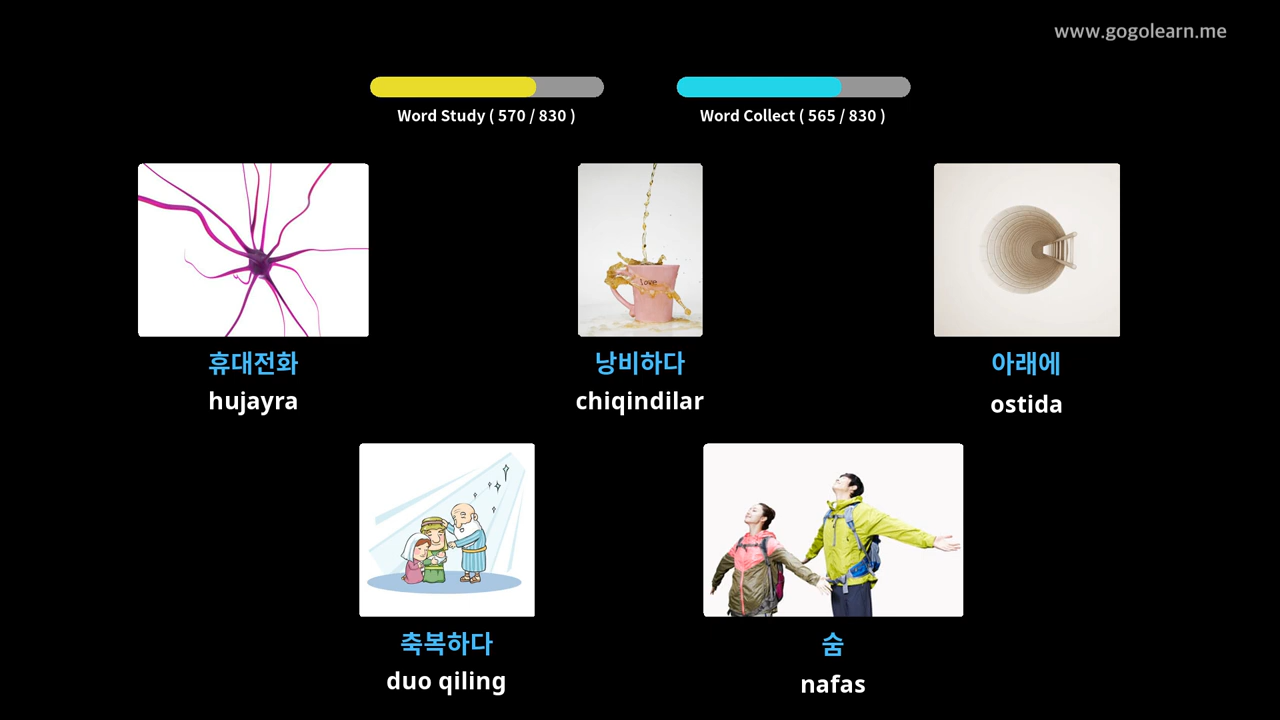 www.gogolearn.me
Word Study ( 570 / 830 )
Word Collect ( 565 / 830 )
love
휴대전화
hujayra
낭비하다
chiqindilar
아래에
ostida
축복하다
duo qiling
숨
nafas